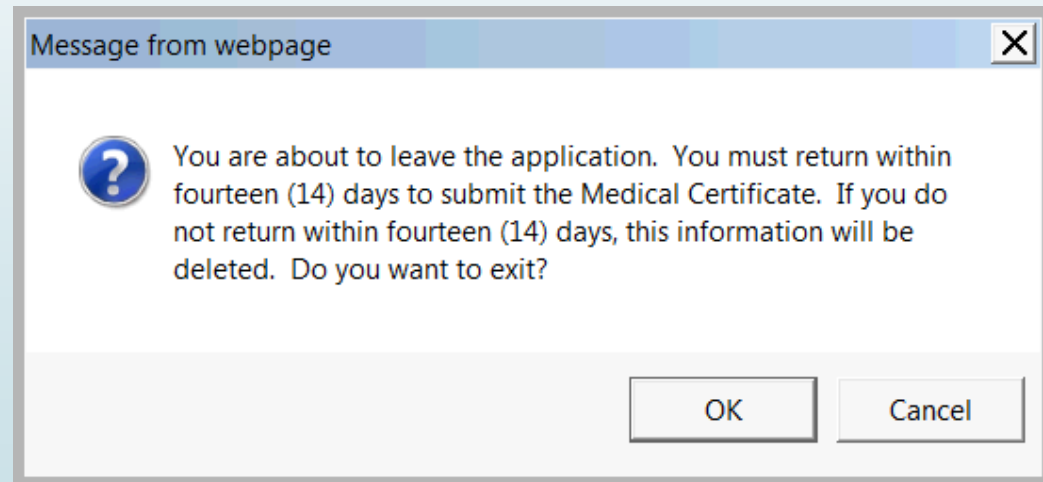 Message from webpage
You are about to leave the application.  You must return within
fourteen (14) days to submit the Medical Certificate.  If you do
not return within fourteen (14) days, this information will be
deleted.  Do you want to exit?
OK
Cancel